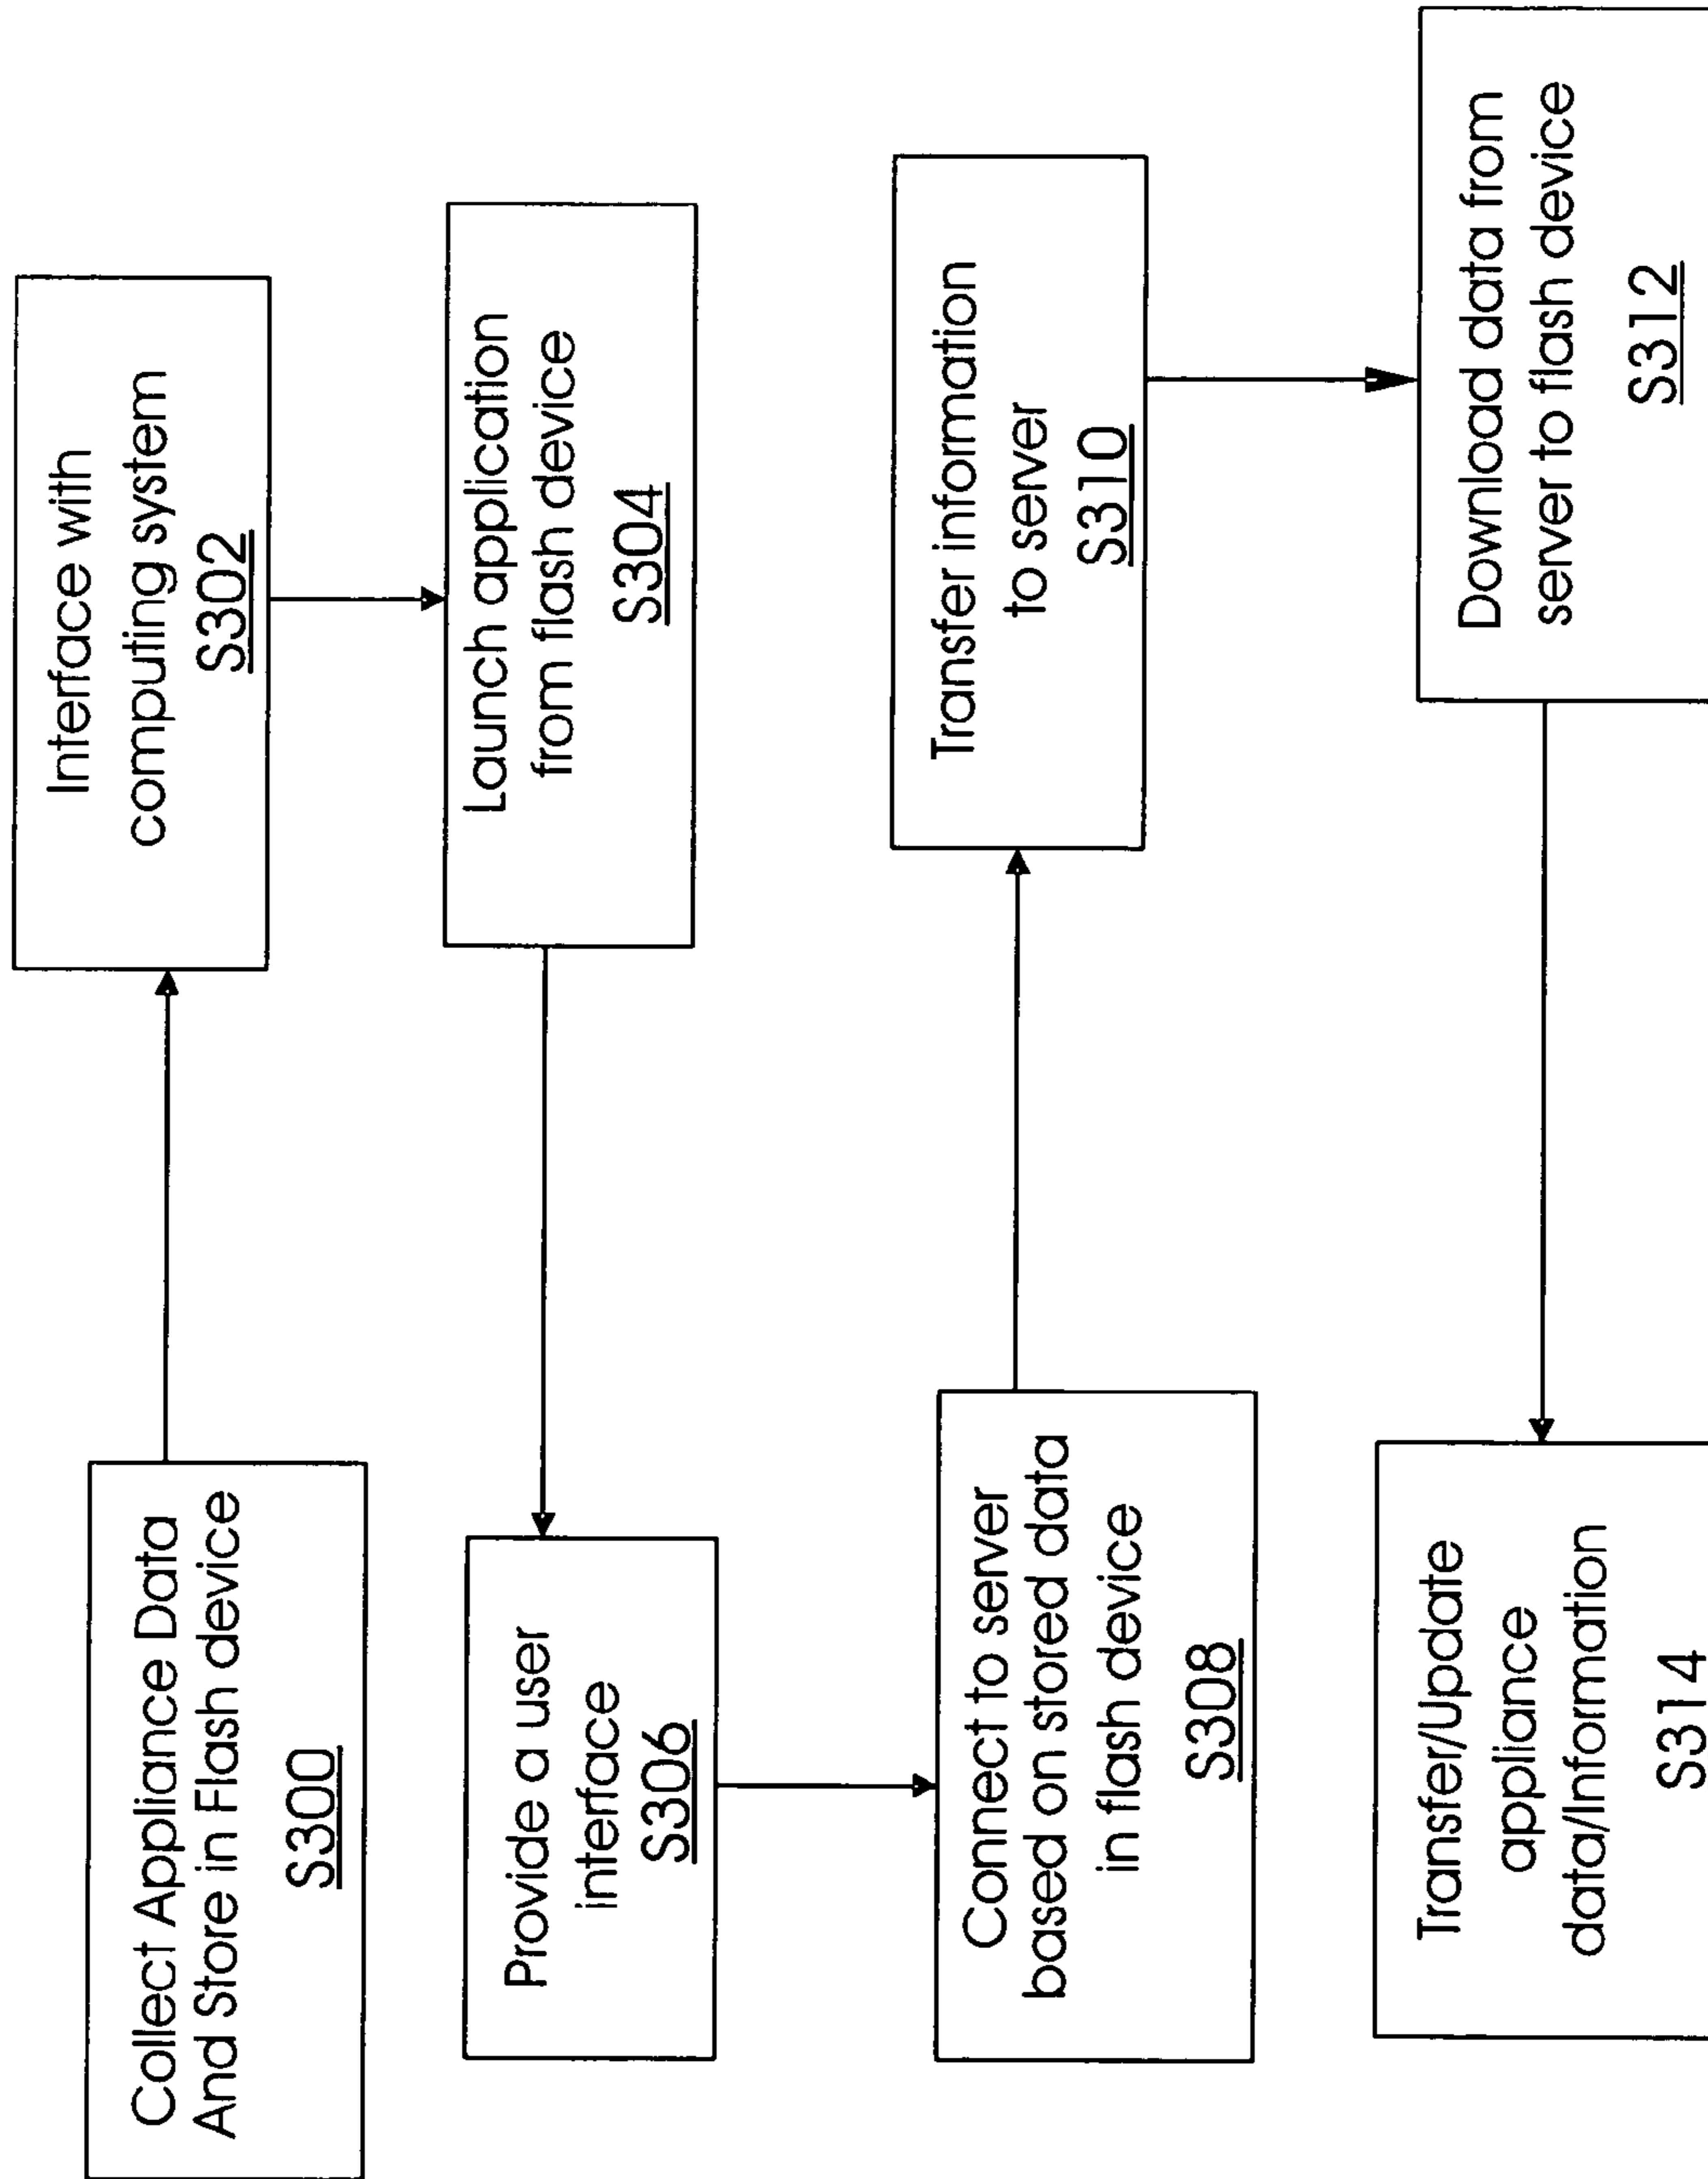 Collect Appliance Data
And Store in Flash device
S300
Interface with
computing system
S302
Launch application
from flash device
S304
Provide a user
interface
S306
Connect to server
based on stored data
in flash device
S308
Transfer information
to server
S310
Download data from
server to flash device
S312
Transfer/Update
appliance
data/Information
S314